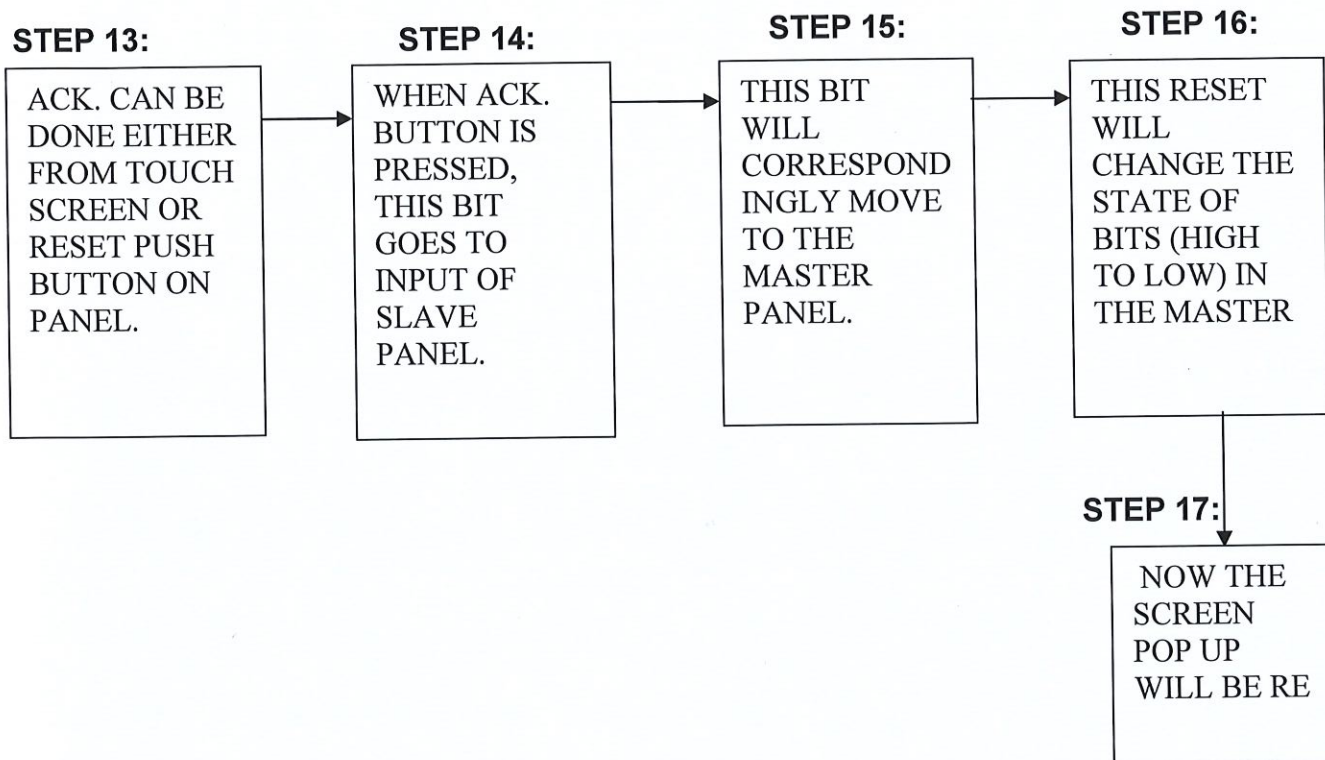 STEP 13:
ACK. CAN BE
DONE EITHER
FROM TOUCH
SCREEN OR
RESET PUSH
BUTTON ON
PANEL.
STEP 14:
WHEN ACK.
BUTTON IS
PRESSED,
THIS BIT
GOES TO
INPUT OF
SLAVE
PANEL.
STEP 15:
THIS BIT
WILL
CORRESPOND
INGLY MOVE
TO THE
MASTER
PANEL.
STEP 16:
THIS RESET
WILL
CHANGE THE
STATE OF
BITS (HIGH
TO LOW) IN
THE MASTER
STEP 17:
NOW THE
SCREEN
POP UP
WILL BE RE